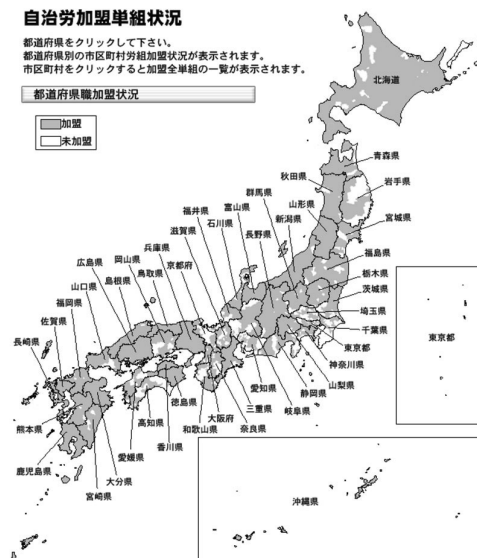 自治労加盟単組状況
都道府県をクリックして下さい。
都道府県別の市区町村労組加盟状況が表示されます。
市区町村をクリックすると加盟全単組の一覧が表示されます。
都道府県職加盟状況
加盟
未加盟
北海道
青森県
秋田県
岩手県
群馬県
山形県
富山県
新潟県
宮城県
福井県
石川県
長野県
滋賀県
福島県
兵庫県
京都府
栃木県
広島県
岡山県
鳥取県
茨城県
島根県
山口県
埼玉県
福岡県
千葉県
佐賀県
東京都
東京都
長崎県
神奈川県
山梨県
愛知県
静岡県
徳島県
三重県
岐阜県
大阪府
高知県
和歌山県
奈良県
熊本県
香川県
愛媛県
鹿児島県
大分県
宮崎県
沖縄県